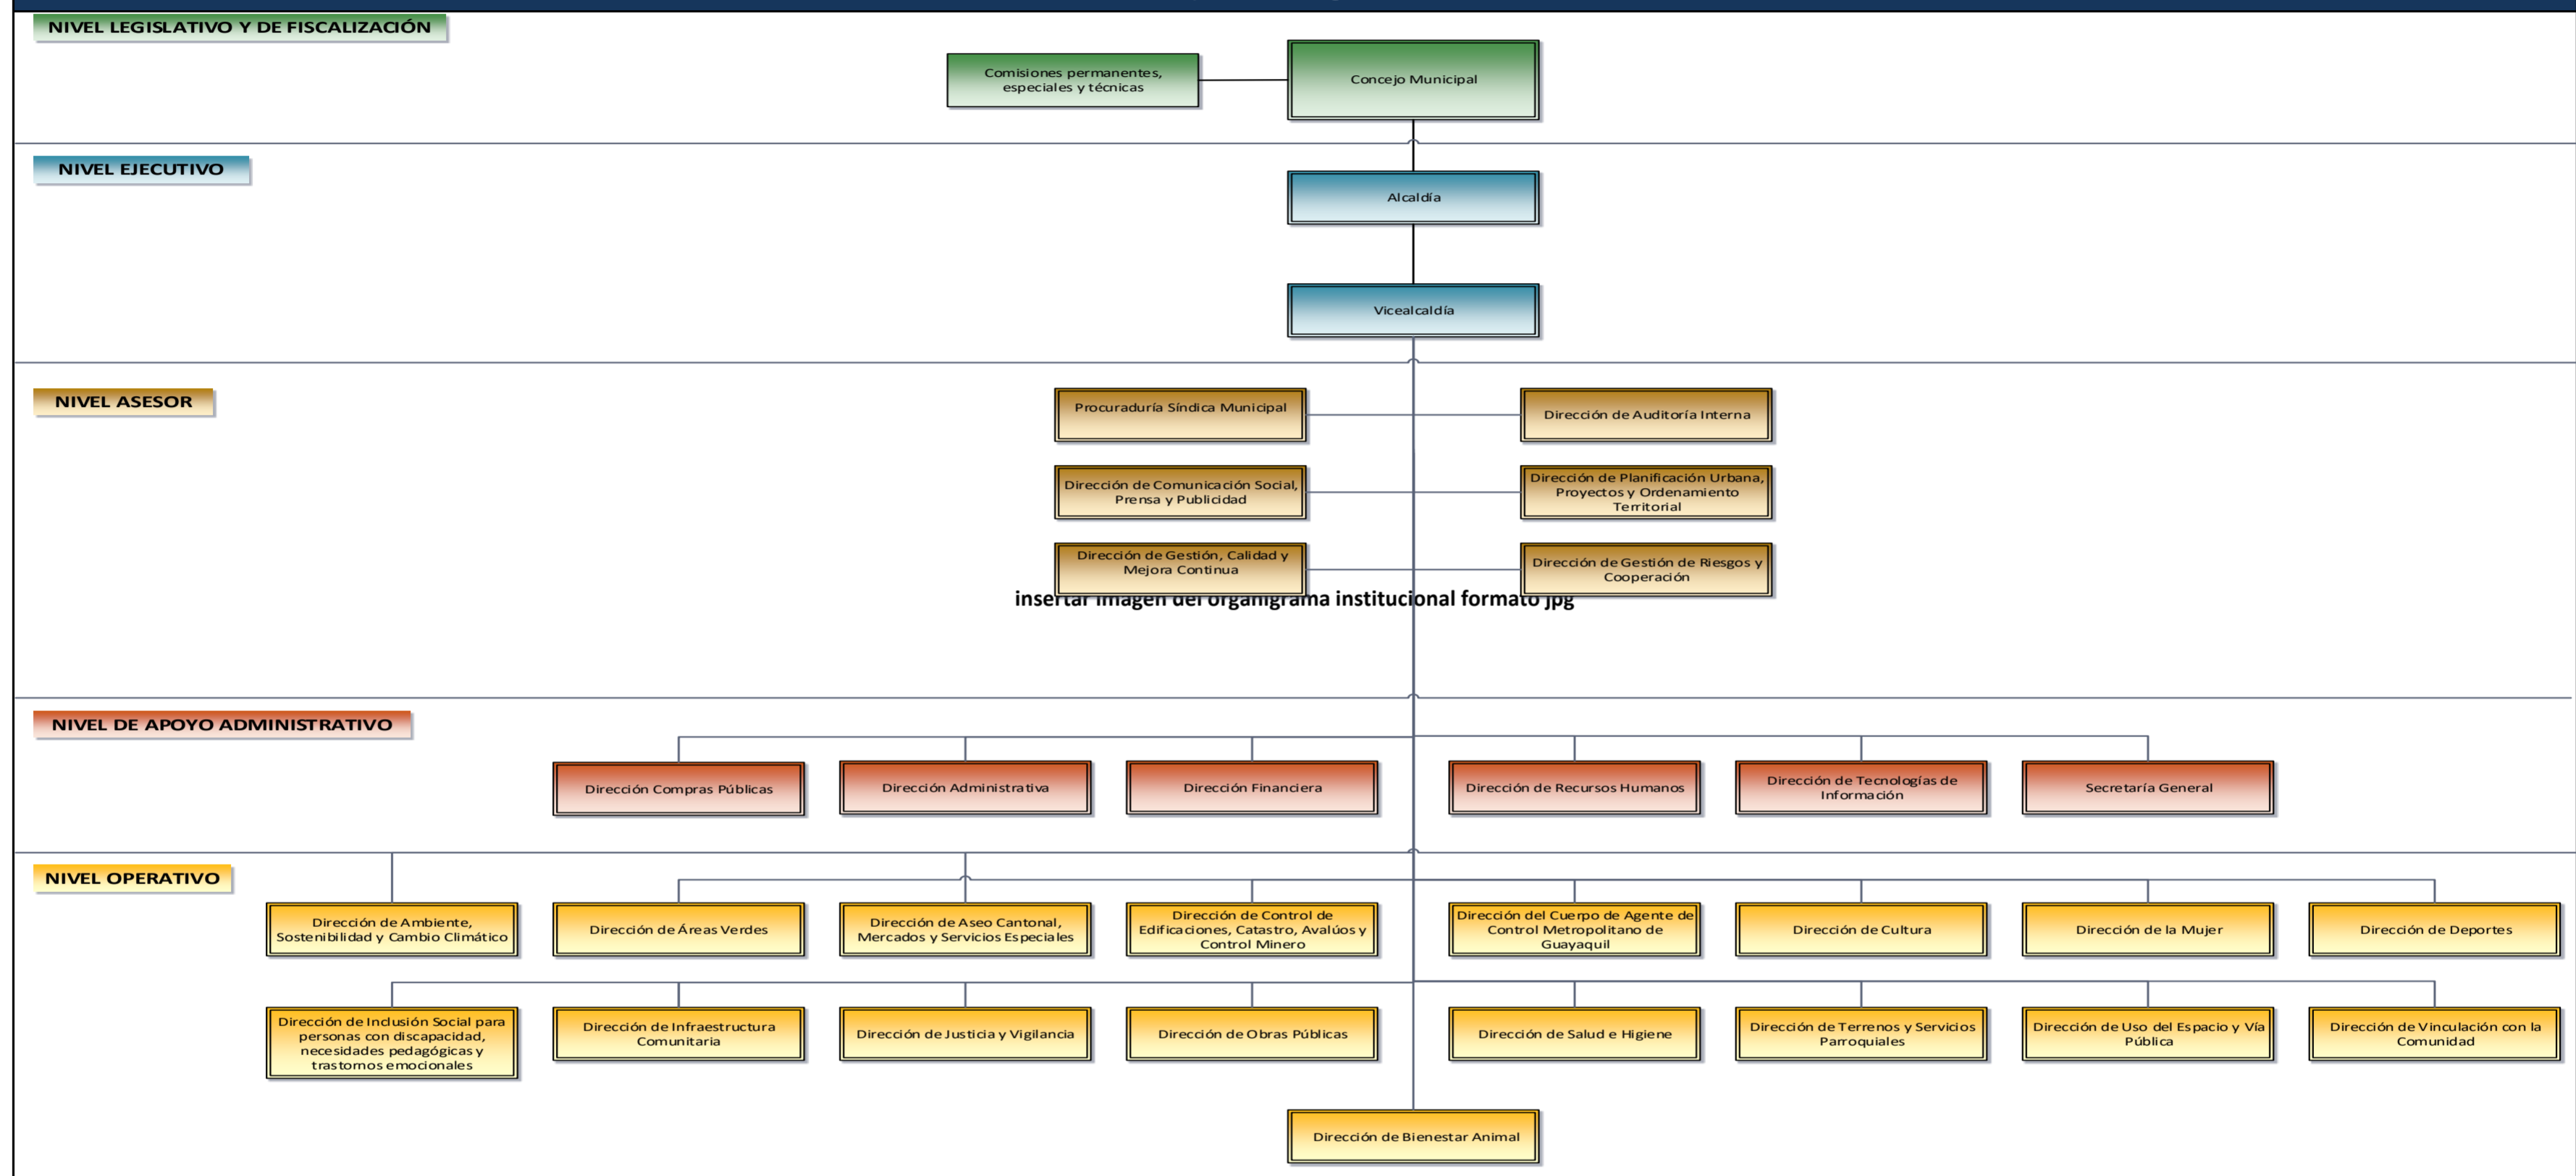 NIVEL LEGISLATIVO Y DE FISCALIZACIÓN
Comisiones permanentes,
especiales y técnicas
Concejo Municipal
NIVEL EJECUTIVO
Alcaldía
Vicealcaldía
NIVEL ASESOR
Procuraduría Síndica Municipal
Dirección de Auditoría Interna
Dirección de Comunicación Social,
Prensa y Publicidad
Dirección de Planificación Urbana,
Proyectos y Ordenamiento
Territorial
Dirección de Gestión, Calidad y
Mejora Continua
Dirección de Gestión de Riesgos y
Cooperación
insertar imagen del organigrama institucional formato jpg
NIVEL DE APOYO ADMINISTRATIVO
Dirección Compras Públicas
Dirección Administrativa
Dirección Financiera
Dirección de Recursos Humanos
Dirección de Tecnologías de
Información
Secretaría General
NIVEL OPERATIVO
Dirección de Ambiente,
Sostenibilidad y Cambio Climático
Dirección de Áreas Verdes
Dirección de Aseo Cantonal,
Mercados y Servicios Especiales
Dirección de Control de
Edificaciones, Catastro, Avalúos y
Control Minero
Dirección del Cuerpo de Agente de
Control Metropolitano de
Guayaquil
Dirección de Cultura
Dirección de la Mujer
Dirección de Deportes
Dirección de Inclusión Social para
personas con discapacidad,
necesidades pedagógicas y
trastornos emocionales
Dirección de Infraestructura
Comunitaria
Dirección de Justicia y Vigilancia
Dirección de Obras Públicas
Dirección de Salud e Higiene
Dirección de Terrenos y Servicios
Parroquiales
Dirección de Uso del Espacio y Vía
Pública
Dirección de Vinculación con la
Comunidad
Dirección de Bienestar Animal